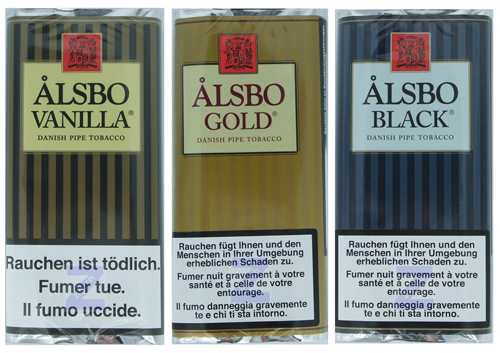 ÅLSBO
VANILLA®
DANISH PIPE TOBACCO
Rauchen ist tödlich.
Fumer tue.
Il fumo uccide.
ÅLSBO
GOLD®
DANISH PIPE TOBACCO
Rauchen fügt Ihnen und den
Menschen in Ihrer Umgebung
erheblichen Schaden zu.
Fumer nuit gravement à votre
santé et à celle de votre
entourage.
Il fumo danneggia gravemente
te e chi ti sta intorno.
ÅLSBO
BLACK®
DANISH PIPE TOBACCO
Rauchen fügt Ihnen und den
Menschen in Ihrer Umgebung
erheblichen Schaden zu.
Fumer nuit gravement à votre
santé et à celle de votre
entourage.
Il fumo danneggia gravemente
te e chi ti sta intorno.